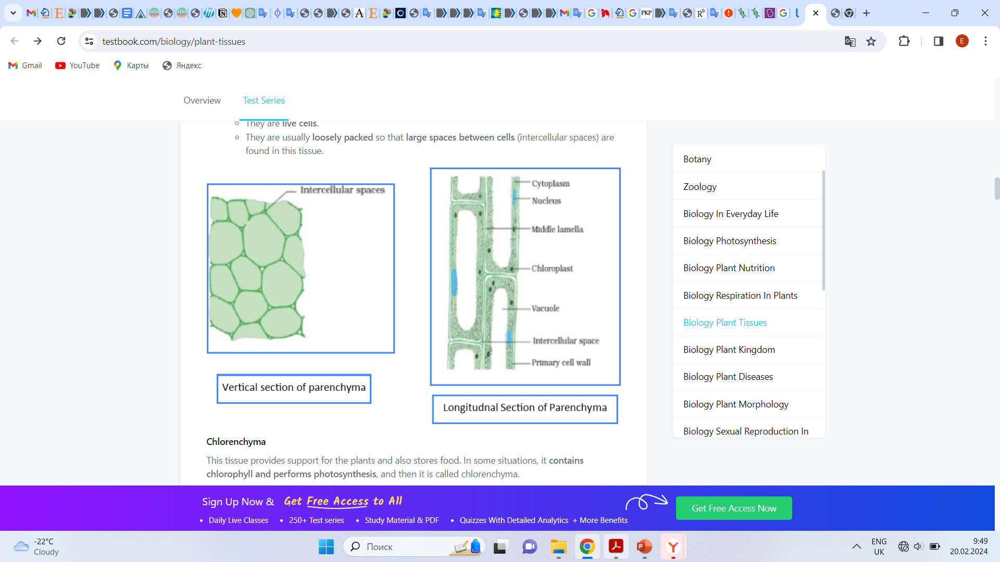 testbook.com/biology/plant-tissues
E
Gmail
YouTube
Карты
Яндекс
Overview
Test Series
They are live cells.
They are usually loosely packed so that large spaces between cells (intercellular spaces) are
found in this tissue.
Intercellular spaces
Vertical section of parenchyma
Cytoplasm
Nucleus
Middle lamella
Chloroplast
Vacuole
Intercellular space
Primary cell wall
Longitudnal Section of Parenchyma
Chlorenchyma
This tissue provides support for the plants and also stores food. In some situations, it contains
chlorophyll and performs photosynthesis, and then it is called chlorenchyma.
Botany
Zoology
Biology In Everyday Life
Biology Photosynthesis
Biology Plant Nutrition
Biology Respiration In Plants
Biology Plant Tissues
Biology Plant Kingdom
Biology Plant Diseases
Biology Plant Morphology
Biology Sexual Reproduction In
Sign Up Now & Get Free Access to All
• Daily Live Classes • 250+ Test series • Study Material & PDF • Quizzes With Detailed Analytics + More Benefits
Get Free Access Now
-22°C
Cloudy
Поиск
ENG
UK
9:49
20.02.2024